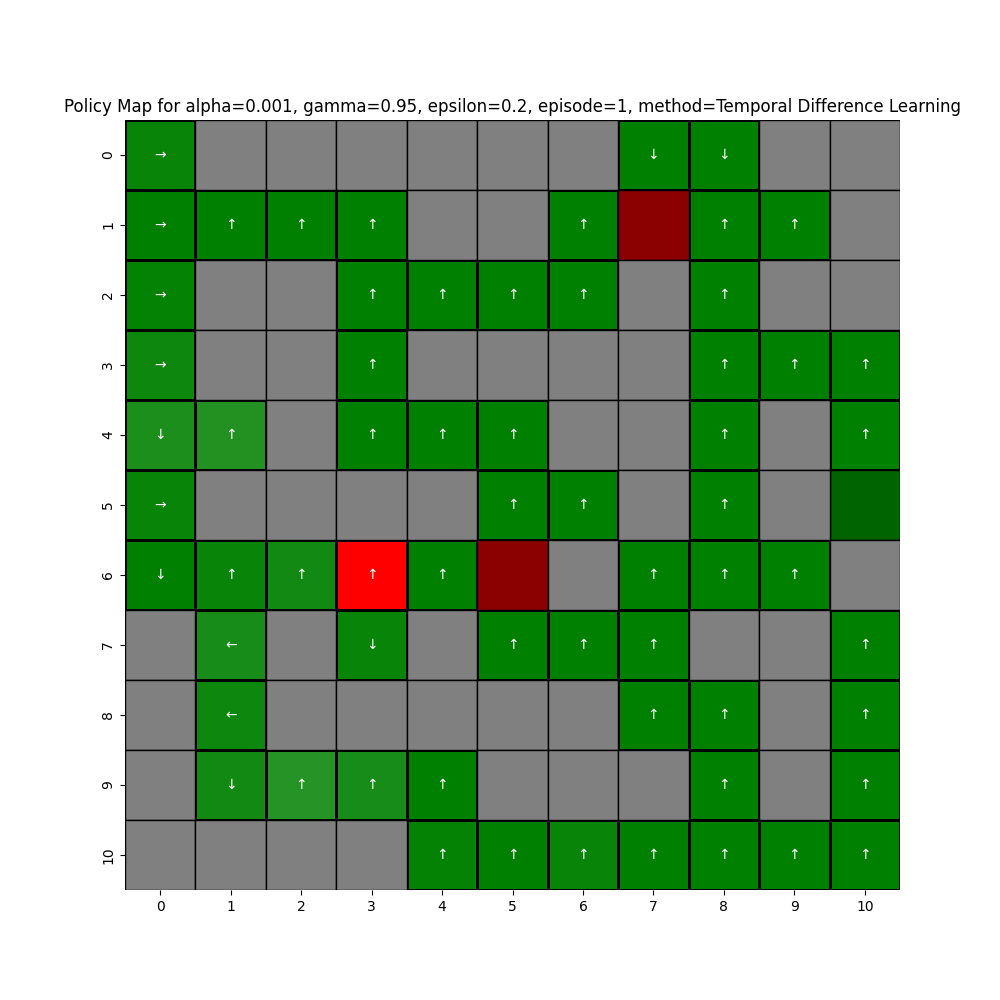 Policy Map for alpha=0.001, gamma=0.95, epsilon=0.2, episode=1, method=Temporal Difference Learning
0 → ↓ ↓
1 → ↑ ↑ ↑ ↑ ↑ ↑
2 → ↑ ↑ ↑ ↑ ↑
3 → ↑ ↑ ↑ ↑
4 ↓ ↑ ↑ ↑ ↑ ↑ ↑
5 → ↑ ↑ ↑
6 ↓ ↑ ↑ ↑ ↑ ↑ ↑ ↑
7 ← ↓ ↑ ↑ ↑ ↑
8 ← ↑ ↑ ↑
9 ↓ ↑ ↑ ↑ ↑ ↑
10 ↑ ↑ ↑ ↑ ↑ ↑ ↑
0 1 2 3 4 5 6 7 8 9 10